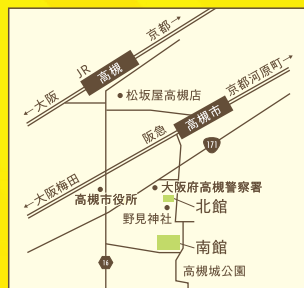 京都→
JR
高槻
←大阪
松坂屋高槻店
京都河原町→
高槻市
阪急
171
←大阪梅田
高槻市役所
大阪府高槻警察署
北館
野見神社
南館
16
高槻城公園